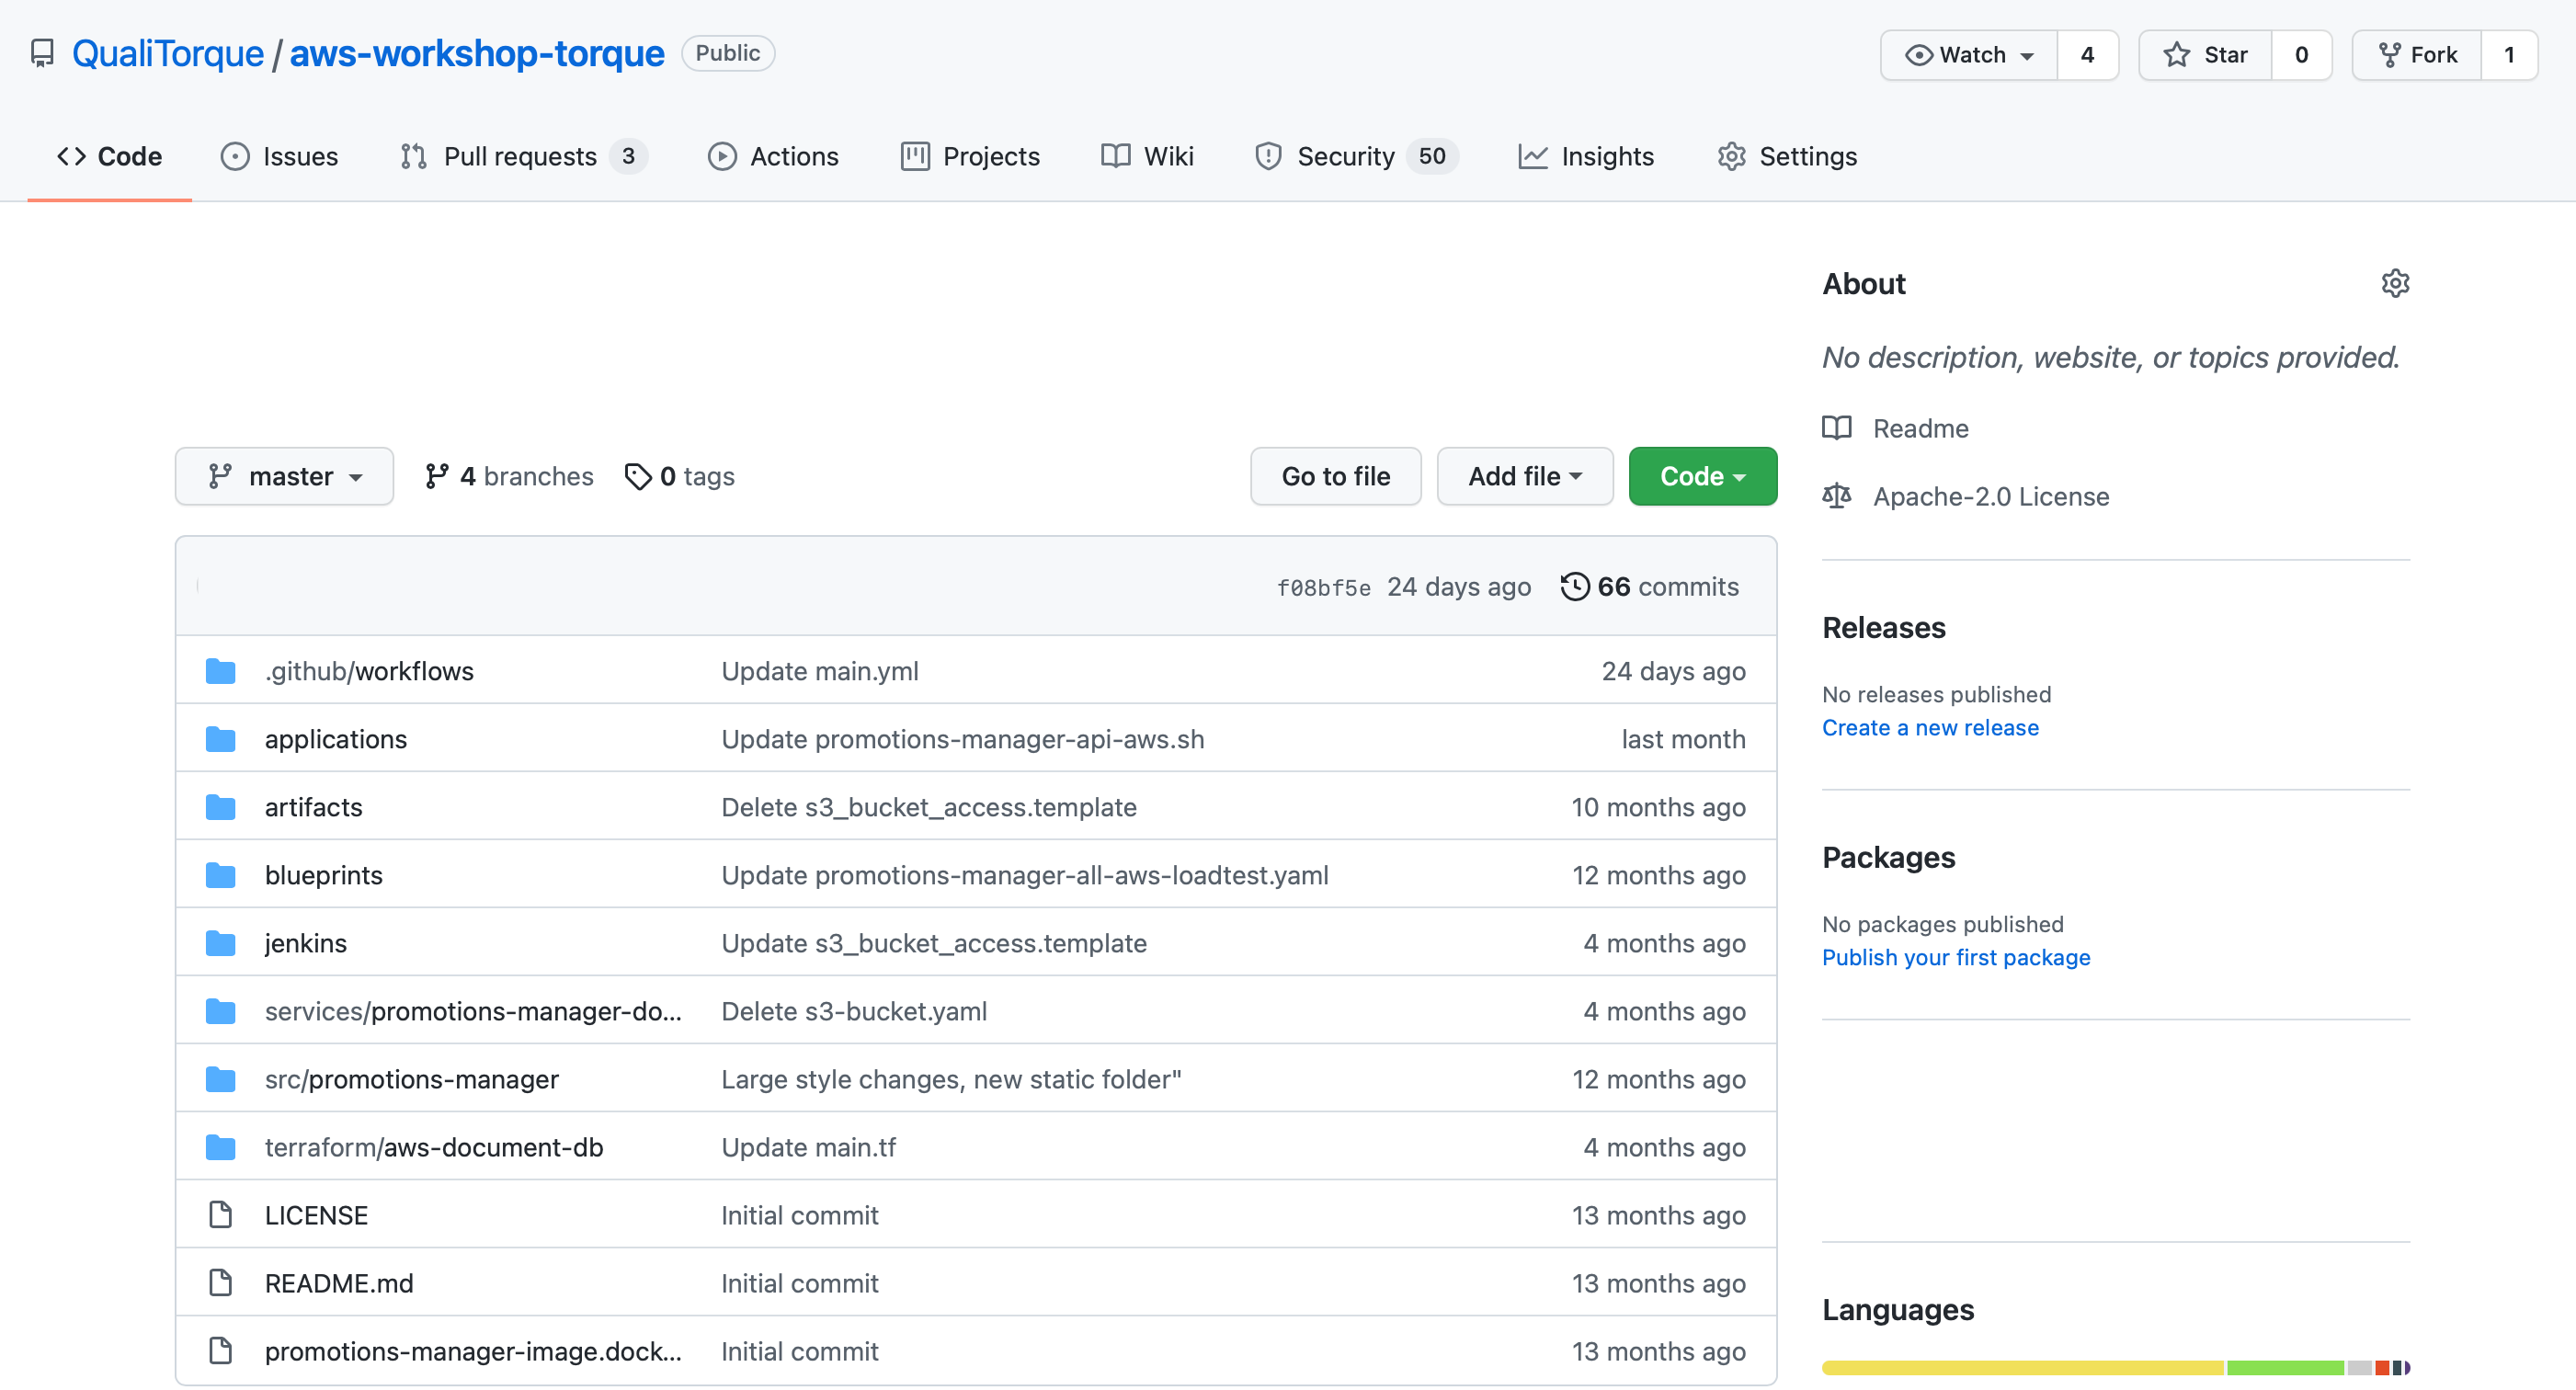 QualiTorque / aws-workshop-torque Public Watch 4 Star 0 Fork 1
Code Issues Pull requests 3 Actions Projects Wiki Security 50 Insights Settings
master 4 branches 0 tags Go to file Add file Code
f08bf5e 24 days ago 66 commits
.github/workflows Update main.yml 24 days ago
applications Update promotions-manager-api-aws.sh last month
artifacts Delete s3_bucket_access.template 10 months ago
blueprints Update promotions-manager-all-aws-loadtest.yaml 12 months ago
jenkins Update s3_bucket_access.template 4 months ago
services/promotions-manager-do... Delete s3-bucket.yaml 4 months ago
src/promotions-manager Large style changes, new static folder" 12 months ago
terraform/aws-document-db Update main.tf 4 months ago
LICENSE Initial commit 13 months ago
README.md Initial commit 13 months ago
promotions-manager-image.dock... Initial commit 13 months ago
About
No description, website, or topics provided.
Readme
Apache-2.0 License
Releases
No releases published
Create a new release
Packages
No packages published
Publish your first package
Languages